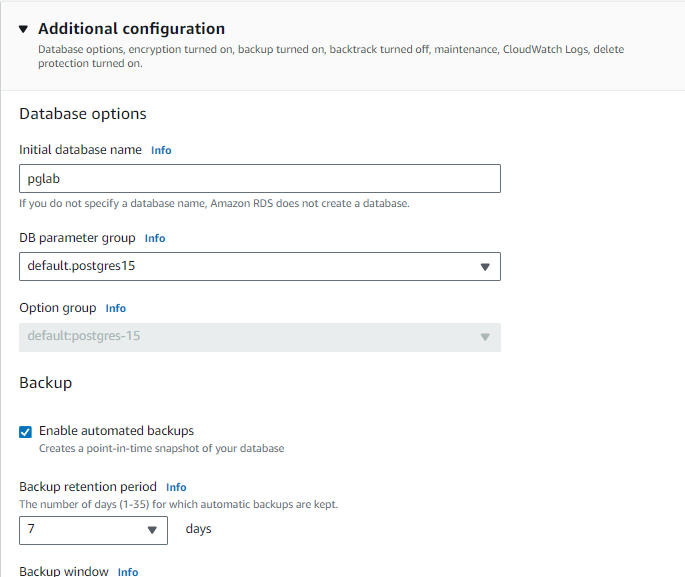 Additional configuration
Database options, encryption turned on, backup turned on, backtrack turned off, maintenance, CloudWatch Logs, delete
protection turned on.
Database options
Initial database name Info
pglab
If you do not specify a database name, Amazon RDS does not create a database.
DB parameter group Info
default.postgres15
Option group Info
default:postgres-15
Backup
Enable automated backups
Creates a point-in-time snapshot of your database
Backup retention period Info
The number of days (1-35) for which automatic backups are kept.
7 days
Backup window Info